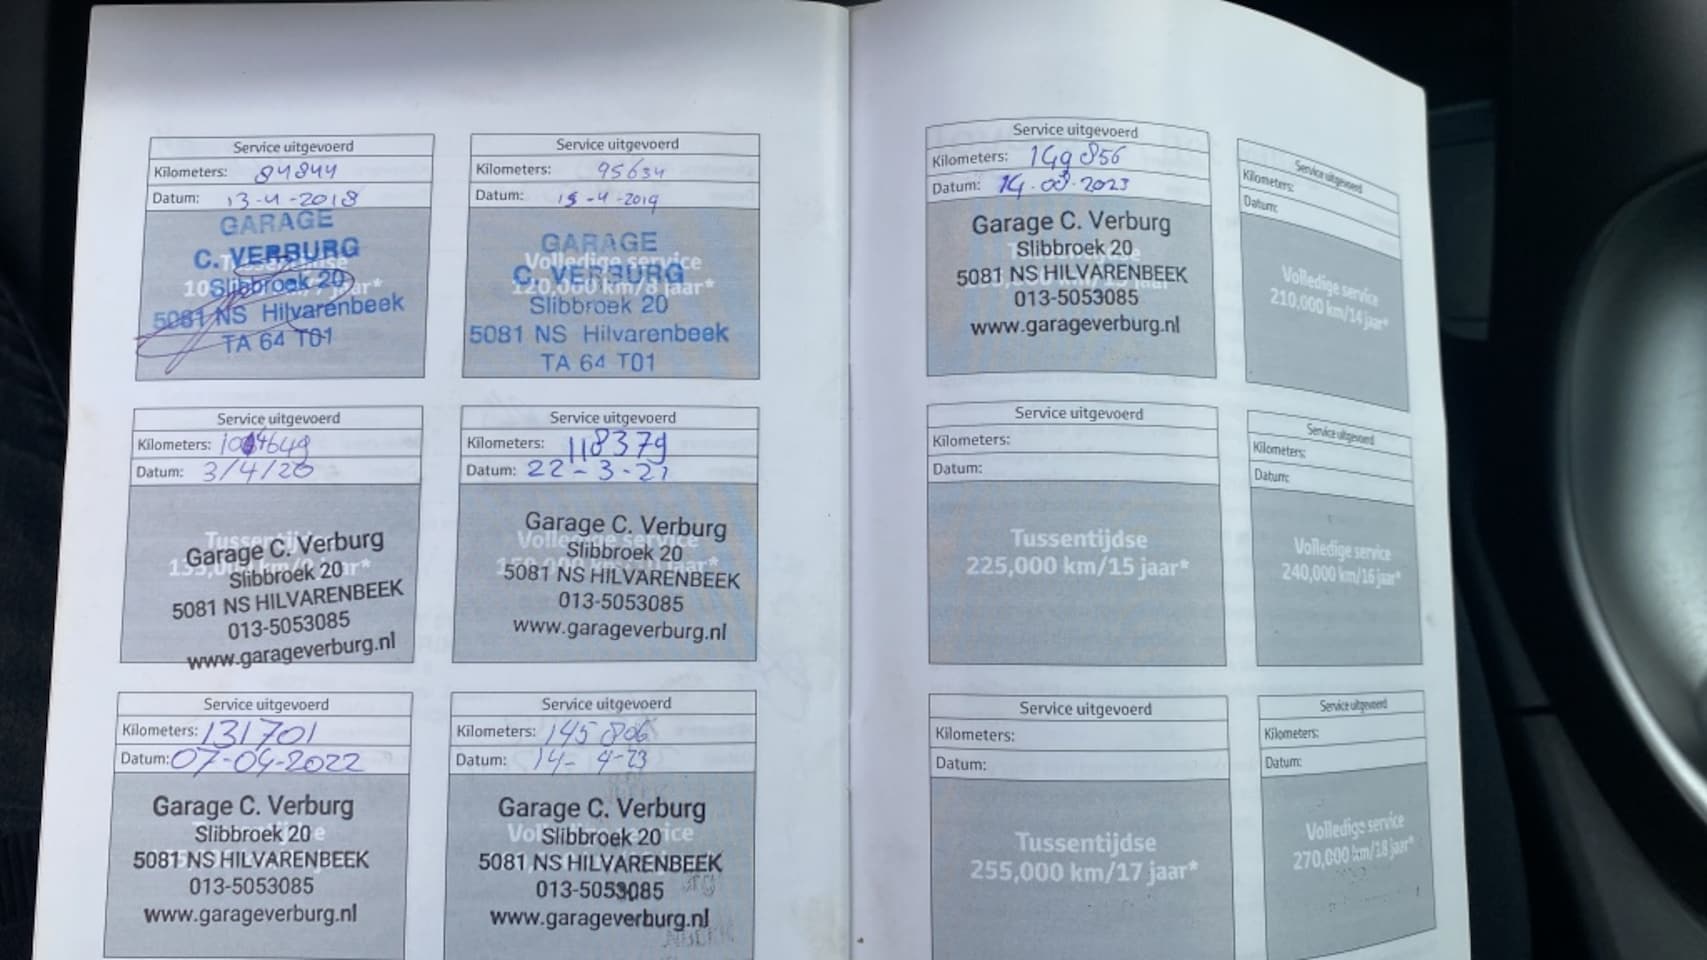 Service uitgevoerd
Kilometers: 84844
Datum: 13-4-2018
GARAGE
C. VERBURG
Slibbroek 20
5081 NS Hilvarenbeek
TA 64 T01
Service uitgevoerd
Kilometers: 95634
Datum: 15-4-2019
Volledige service
120.000 km/8 jaar*
GARAGE
C. VERBURG
Slibbroek 20
5081 NS Hilvarenbeek
TA 64 T01
Service uitgevoerd
Kilometers:
Datum: 3/4/20
Garage C. Verburg
Slibbroek 20
5081 NS HILVARENBEEK
013-5053085
www.garageverburg.nl
Service uitgevoerd
Kilometers: 118379
Datum: 22-3-21
Garage C. Verburg
Slibbroek 20
5081 NS HILVARENBEEK
013-5053085
www.garageverburg.nl
Service uitgevoerd
Kilometers: 131701
Datum: 07-04-2022
Garage C. Verburg
Slibbroek 20
5081 NS HILVARENBEEK
013-5053085
www.garageverburg.nl
Service uitgevoerd
Kilometers: 145806
Datum: 14-4-23
Garage C. Verburg
Slibbroek 20
5081 NS HILVARENBEEK
013-5053085
www.garageverburg.nl
Service uitgevoerd
Kilometers: 149856
Datum: 14.08.2023
Garage C. Verburg
Slibbroek 20
5081 NS HILVARENBEEK
013-5053085
www.garageverburg.nl
Service uitgevoerd
Kilometers:
Datum:
Volledige service
210,000 km/14 jaar*
Service uitgevoerd
Kilometers:
Datum:
Tussentijdse
225,000 km/15 jaar*
Service uitgevoerd
Kilometers:
Datum:
Volledige service
240,000 km/16 jaar*
Service uitgevoerd
Kilometers:
Datum:
Tussentijdse
255,000 km/17 jaar*
Service uitgevoerd
Kilometers:
Datum:
Volledige service
270,000 km/18 jaar*